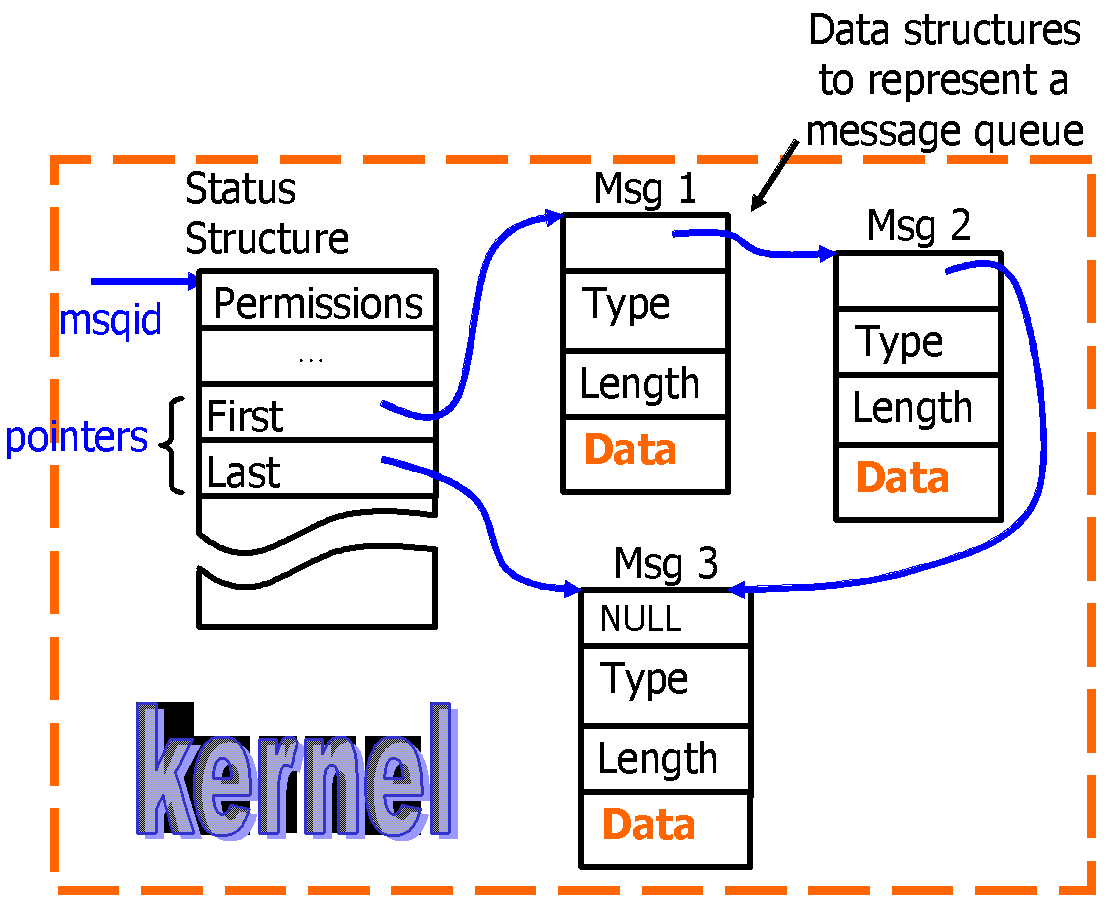 Data structures
to represent a
message queue
Status
Structure
msqid
pointers
Permissions
...
First
Last
Msg 1
Type
Length
Data
Msg 2
Type
Length
Data
Msg 3
NULL
Type
Length
Data
kernel